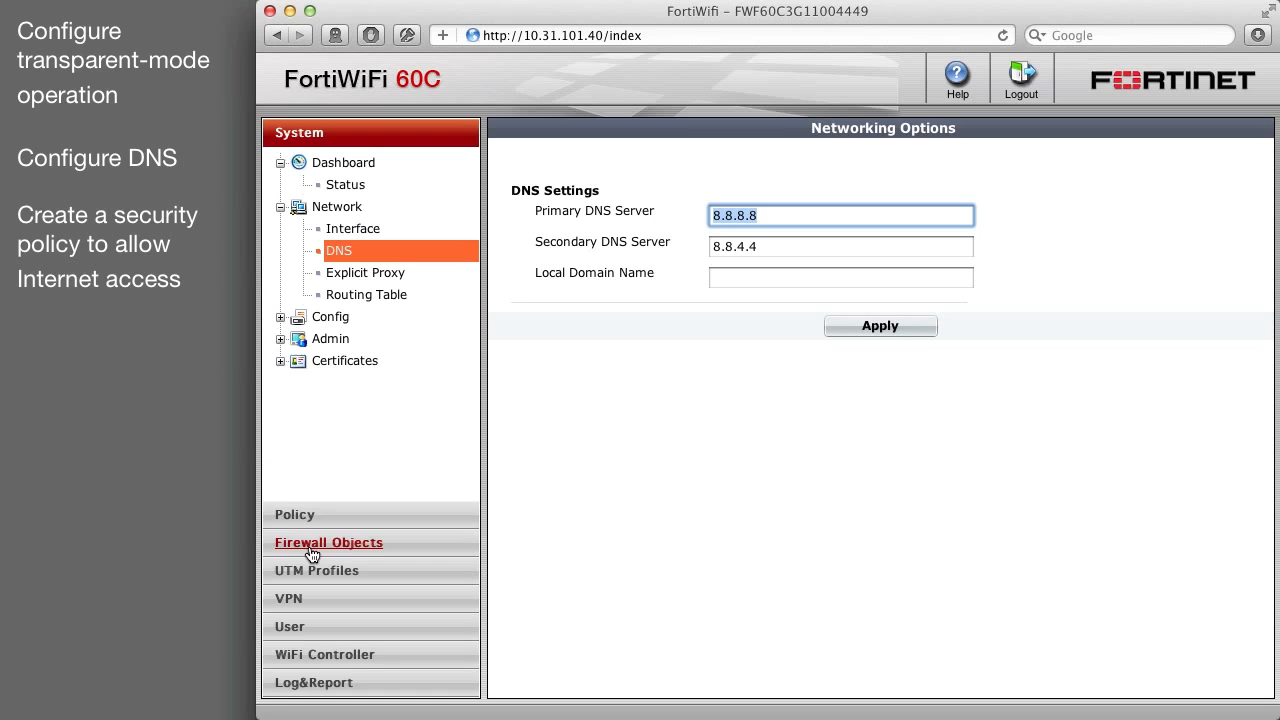 Configure
transparent-mode
operation
Configure DNS
Create a security
policy to allow
Internet access
FortiWifi – FWF60C3G11004449
http://10.31.101.40/index
Google
FortiWiFi 60C
Help
Logout
FORTINET
System
Dashboard
Status
Network
Interface
DNS
Explicit Proxy
Routing Table
Config
Admin
Certificates
Policy
Firewall Objects
UTM Profiles
VPN
User
WiFi Controller
Log&Report
Networking Options
DNS Settings
Primary DNS Server 8.8.8.8
Secondary DNS Server 8.8.4.4
Local Domain Name
Apply